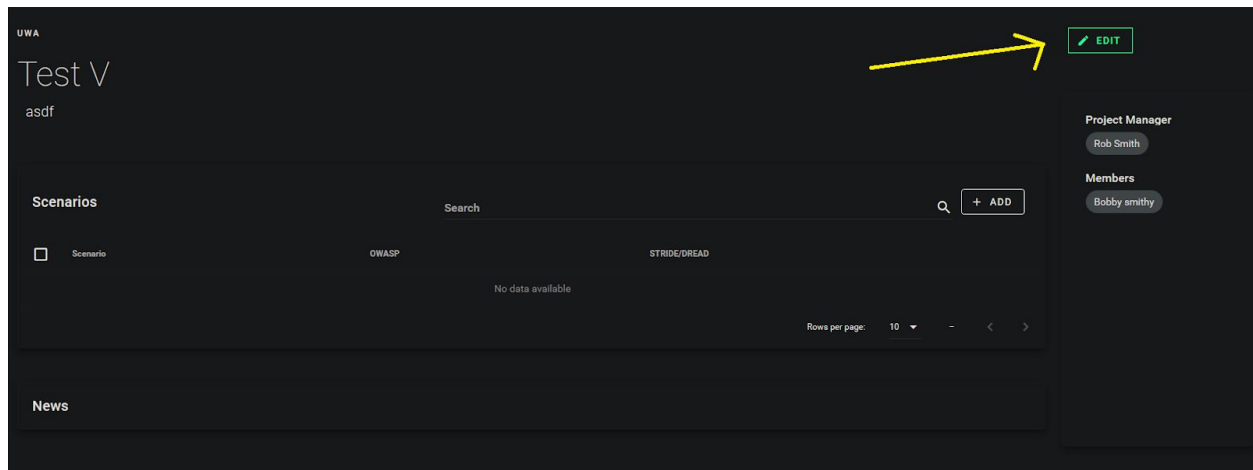 UWA
EDIT
Test V
asdf
Project Manager
Rob Smith
Members
Bobby smithy
Scenarios
Search
+ ADD
Scenario OWASP STRIDE/DREAD
No data available
Rows per page: 10 –
News